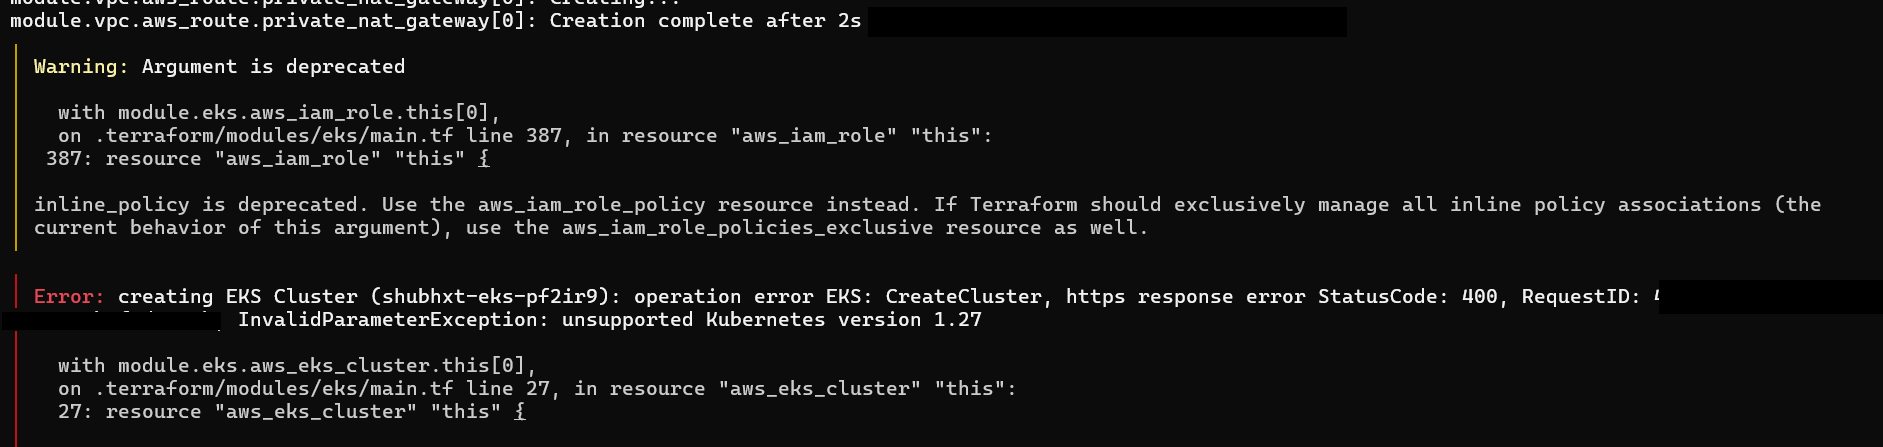 module.vpc.aws_route.private_nat_gateway[0]: Creating...
module.vpc.aws_route.private_nat_gateway[0]: Creation complete after 2s
Warning: Argument is deprecated
with module.eks.aws_iam_role.this[0],
on .terraform/modules/eks/main.tf line 387, in resource "aws_iam_role" "this":
387: resource "aws_iam_role" "this" {
inline_policy is deprecated. Use the aws_iam_role_policy resource instead. If Terraform should exclusively manage all inline policy associations (the
current behavior of this argument), use the aws_iam_role_policies_exclusive resource as well.
Error: creating EKS Cluster (shubhxt-eks-pf2ir9): operation error EKS: CreateCluster, https response error StatusCode: 400, RequestID:
InvalidParameterException: unsupported Kubernetes version 1.27
with module.eks.aws_eks_cluster.this[0],
on .terraform/modules/eks/main.tf line 27, in resource "aws_eks_cluster" "this":
27: resource "aws_eks_cluster" "this" {